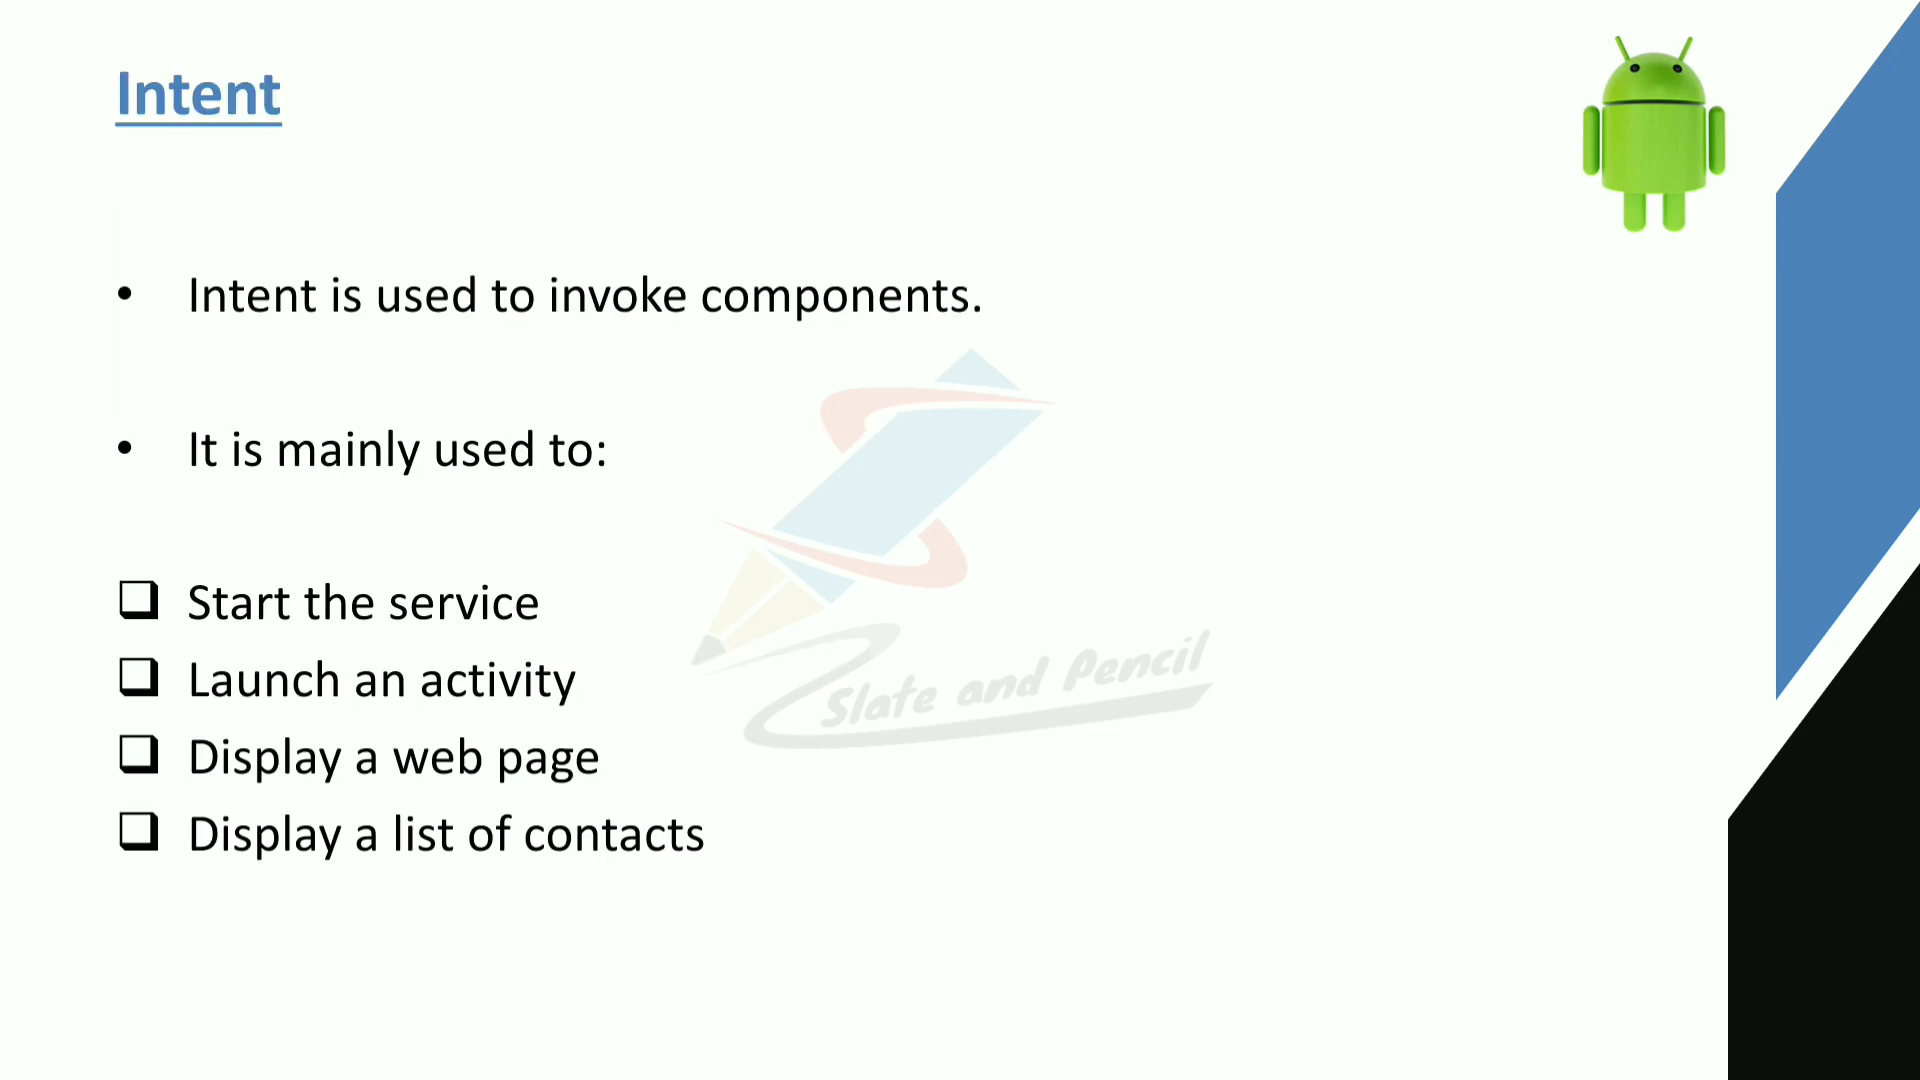 Intent
• Intent is used to invoke components.
• It is mainly used to:
❑ Start the service
❑ Launch an activity
❑ Display a web page
❑ Display a list of contacts
Slate and Pencil